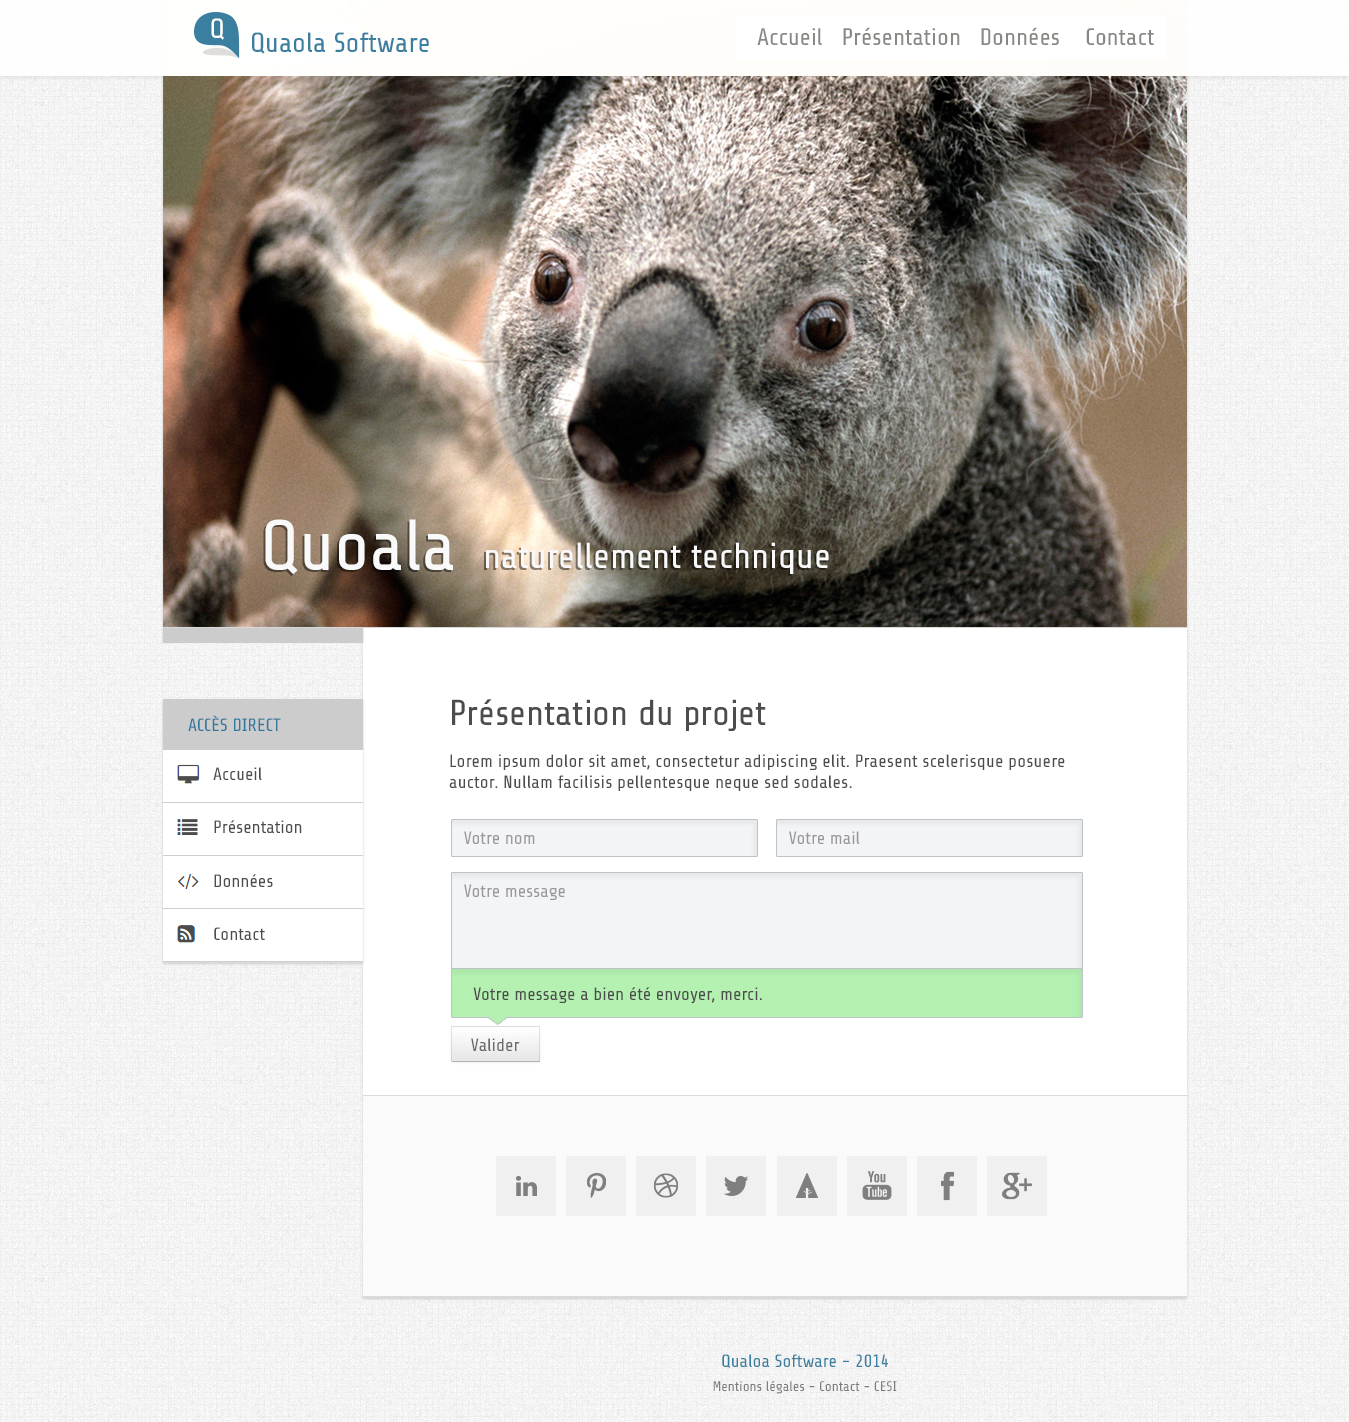 Q
Quaola Software
Accueil Présentation Données Contact
Quoala naturellement technique
Présentation du projet
ACCÈS DIRECT
Accueil
Présentation
Données
Contact
Lorem ipsum dolor sit amet, consectetur adipiscing elit. Praesent scelerisque posuere
auctor. Nullam facilisis pellentesque neque sed sodales.
Votre nom
Votre mail
Votre message
Votre message a bien été envoyer, merci.
Valider
in
You
Tube
f
g+
Qualoa Software - 2014
Mentions légales - Contact - CESI